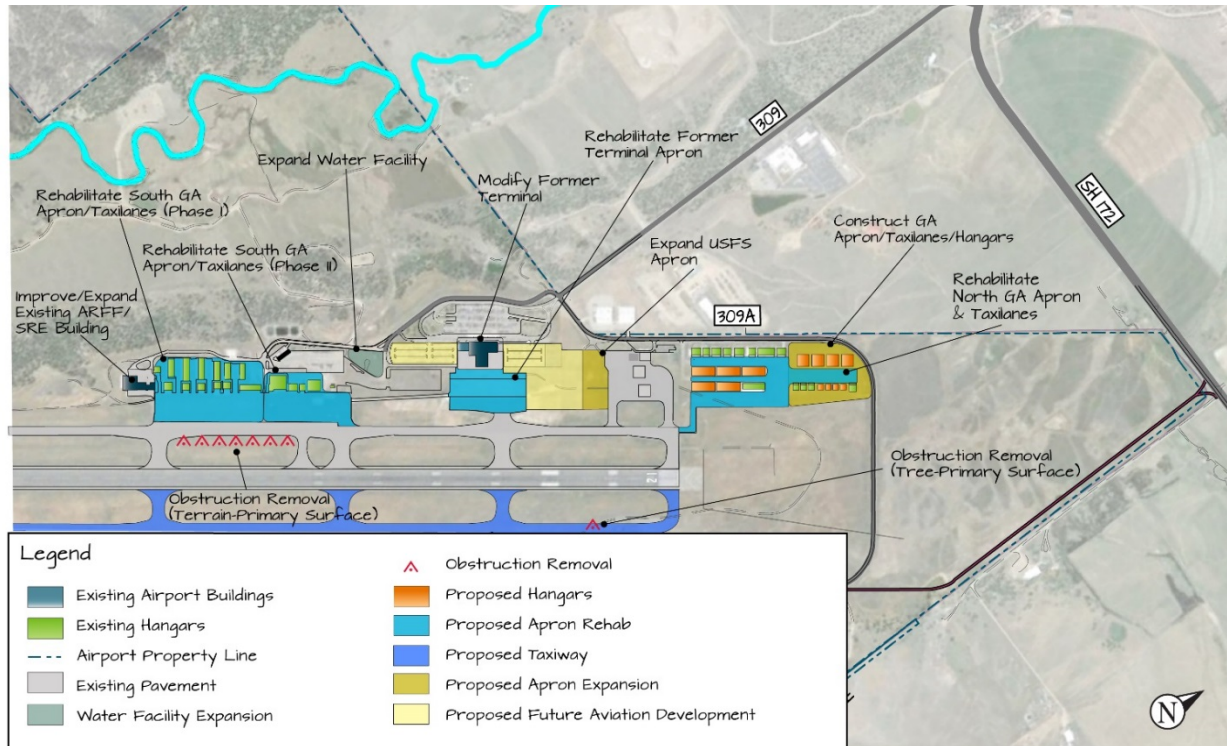 309
SH 172
Expand Water Facility
Rehabilitate Former
Terminal Apron
Modify Former
Terminal
Rehabilitate South GA
Apron/Taxilanes (Phase I)
Rehabilitate South GA
Apron/Taxilanes (Phase II)
Expand USFS
Apron
Construct GA
Apron/Taxilanes/Hangars
Improve/Expand
Existing ARFF/
SRE Building
Rehabilitate
North GA Apron
& Taxilanes
309A
21
Obstruction Removal
(Terrain-Primary Surface)
Obstruction Removal
(Tree-Primary Surface)
Legend
Existing Airport Buildings
Existing Hangars
Airport Property Line
Existing Pavement
Water Facility Expansion
Obstruction Removal
Proposed Hangars
Proposed Apron Rehab
Proposed Taxiway
Proposed Apron Expansion
Proposed Future Aviation Development
N